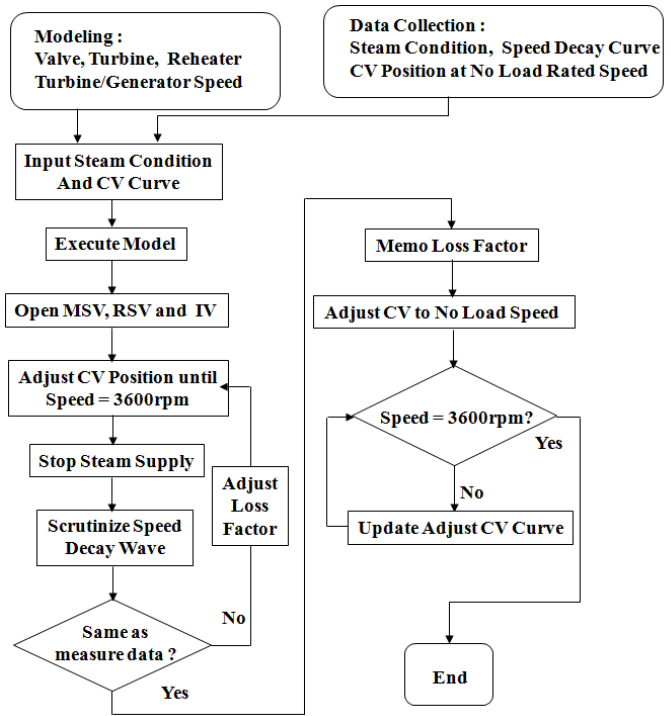 Modeling :
Valve, Turbine, Reheater
Turbine/Generator Speed
Data Collection :
Steam Condition, Speed Decay Curve
CV Position at No Load Rated Speed
Input Steam Condition
And CV Curve
Execute Model
Open MSV, RSV and IV
Adjust CV Position until
Speed = 3600rpm
Stop Steam Supply
Scrutinize Speed
Decay Wave
Same as
measure data ?
No
Adjust
Loss
Factor
Yes
Memo Loss Factor
Adjust CV to No Load Speed
Speed = 3600rpm?
Yes
No
Update Adjust CV Curve
End